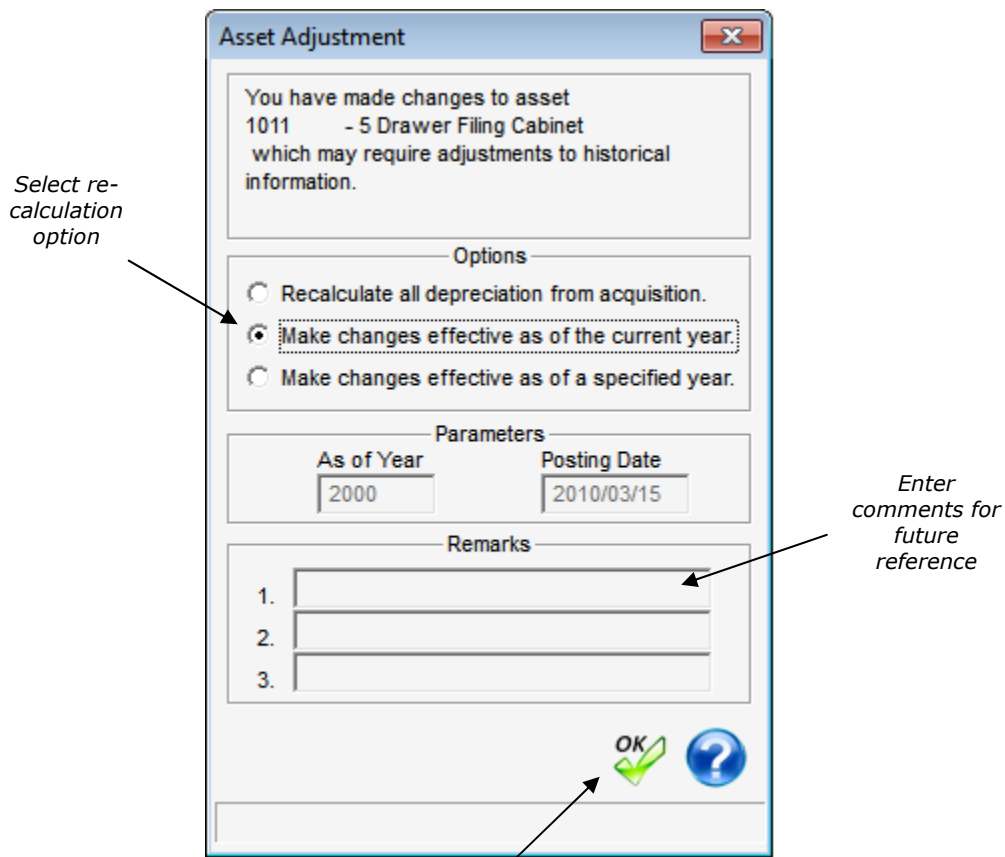 Asset Adjustment
You have made changes to asset
1011 - 5 Drawer Filing Cabinet
which may require adjustments to historical
information.
Select re-
calculation
option
Options
Recalculate all depreciation from acquisition.
Make changes effective as of the current year.
Make changes effective as of a specified year.
Parameters
As of Year Posting Date
2000 2010/03/15
Enter
comments for
future
reference
Remarks
1.
2.
3.
OK
?